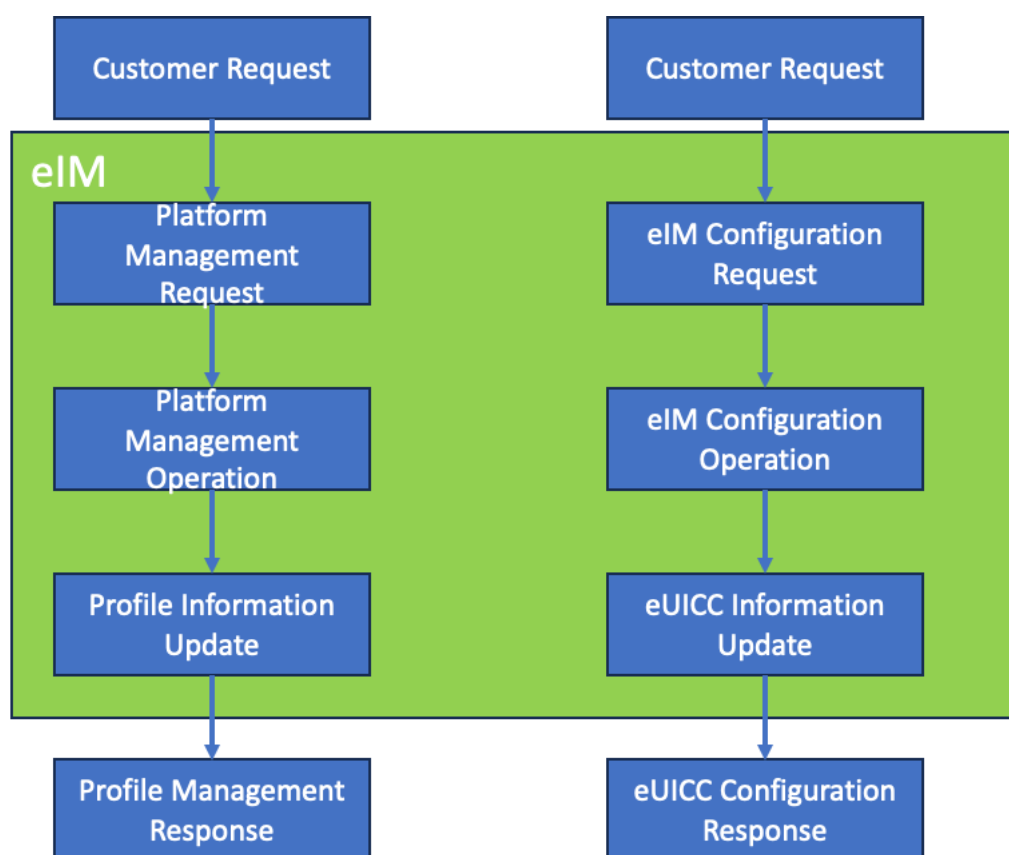 Customer Request
Customer Request
eIM
Platform
Management
Request
eIM Configuration
Request
Platform
Management
Operation
eIM Configuration
Operation
Profile Information
Update
eUICC Information
Update
Profile Management
Response
eUICC Configuration
Response